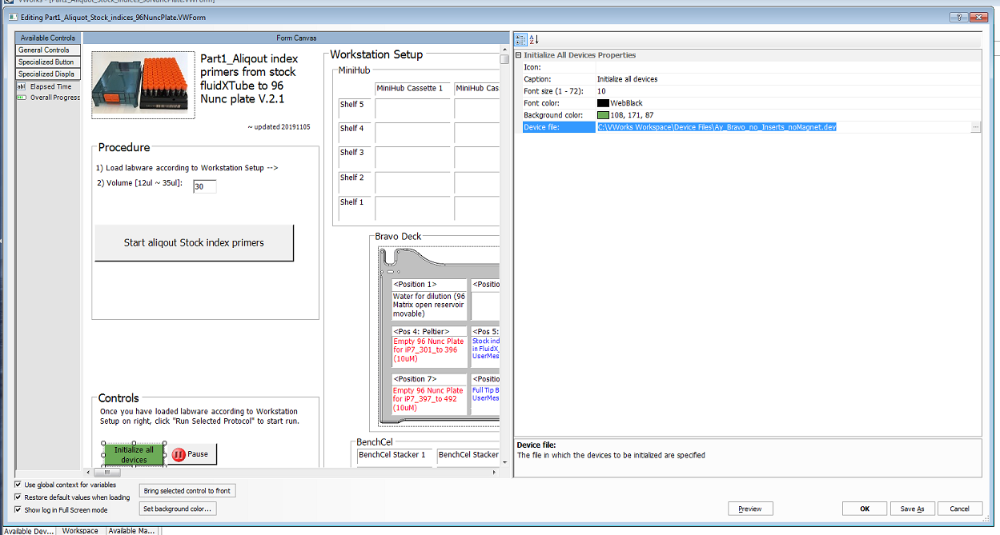 VWorks - [Part1_Aliquot_Stock_indices_96NuncPlate.VWForm]
Editing Part1_Aliquot_Stock_indices_96NuncPlate.VWForm
Available Controls
General Controls
Specialized Button
Specialized Displa
Elapsed Time
Overall Progress
Form Canvas
Part1_Aliqout index
primers from stock
fluidXTube to 96
Nunc plate V.2.1
~ updated 20191105
Procedure
1) Load labware according to Workstation Setup -->
2) Volume [12ul ~ 35ul]:
30
Start aliqout Stock index primers
Controls
Once you have loaded labware according to Workstation
Setup on right, click "Run Selected Protocol" to start run.
Initialize all
devices
Pause
Workstation Setup
MiniHub
MiniHub Cassette 1
MiniHub Cas
Shelf 5
Shelf 4
Shelf 3
Shelf 2
Shelf 1
Bravo Deck
<Position 1>
<Positio
Water for dilution (96
Matrix open reservoir
movable)
<Pos 4: Peltier>
<Pos 5:
Empty 96 Nunc Plate
for iP7_301_to 396
(10uM)
Stock ind
in FluidX_
UserMes
<Position 7>
<Positio
Empty 96 Nunc Plate
for iP7_397_to 492
(10uM)
Full Tip B
UserMes
BenchCel
BenchCel Stacker 1
BenchCel Stacker
Initialize All Devices Properties
Icon:
Caption: Initialize all devices
Font size (1 - 72): 10
Font color: WebBlack
Background color: 108, 171, 87
Device file: C:\VWorks Workspace\Device Files\Ay_Bravo_no_Inserts_noMagnet.dev
...
Device file:
The file in which the devices to be initialized are specified
Use global context for variables
Restore default values when loading
Show log in Full Screen mode
Bring selected control to front
Set background color...
Preview
OK
Save As
Cancel
Available Dev...
Workspace
Available Ma...